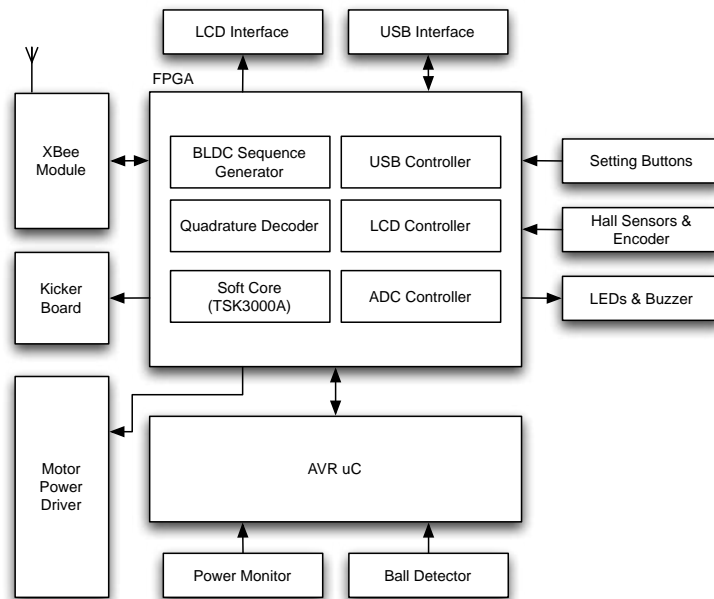 LCD Interface
USB Interface
FPGA
XBee
Module
BLDC Sequence
Generator
USB Controller
Setting Buttons
Quadrature Decoder
LCD Controller
Hall Sensors &
Encoder
Kicker
Board
Soft Core
(TSK3000A)
ADC Controller
LEDs & Buzzer
Motor
Power
Driver
AVR uC
Power Monitor
Ball Detector